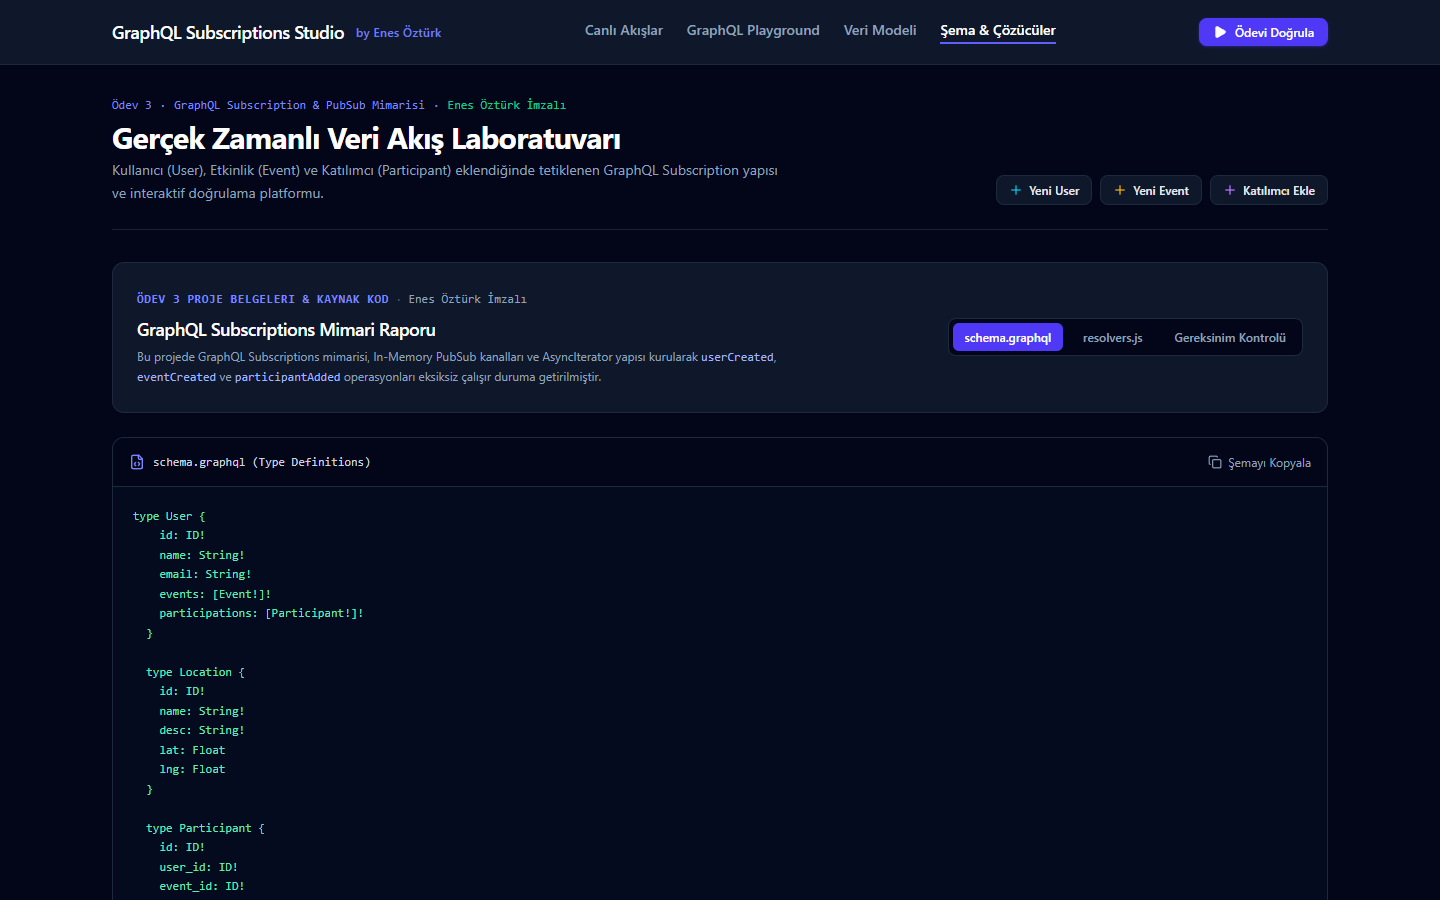 GraphQL Subscriptions Studio by Enes Öztürk
Canlı Akışlar GraphQL Playground Veri Modeli Şema & Çözücüler
Ödevi Doğrula
Ödev 3 · GraphQL Subscription & PubSub Mimarisi · Enes Öztürk İmzalı
Gerçek Zamanlı Veri Akış Laboratuvarı
Kullanıcı (User), Etkinlik (Event) ve Katılımcı (Participant) eklendiğinde tetiklenen GraphQL Subscription yapısı
ve interaktif doğrulama platformu.
+ Yeni User + Yeni Event + Katılımcı Ekle
ÖDEV 3 PROJE BELGELERI & KAYNAK KOD · Enes Öztürk İmzalı
GraphQL Subscriptions Mimari Raporu
Bu projede GraphQL Subscriptions mimarisi, In-Memory PubSub kanalları ve AsyncIterator yapısı kurularak userCreated,
eventCreated ve participantAdded operasyonları eksiksiz çalışır duruma getirilmiştir.
schema.graphql resolvers.js Gereksinim Kontrolü
schema.graphql (Type Definitions)
Şemayı Kopyala
type User {
id: ID!
name: String!
email: String!
events: [Event!]!
participations: [Participant!]!
}
type Location {
id: ID!
name: String!
desc: String!
lat: Float
lng: Float
}
type Participant {
id: ID!
user_id: ID!
event_id: ID!